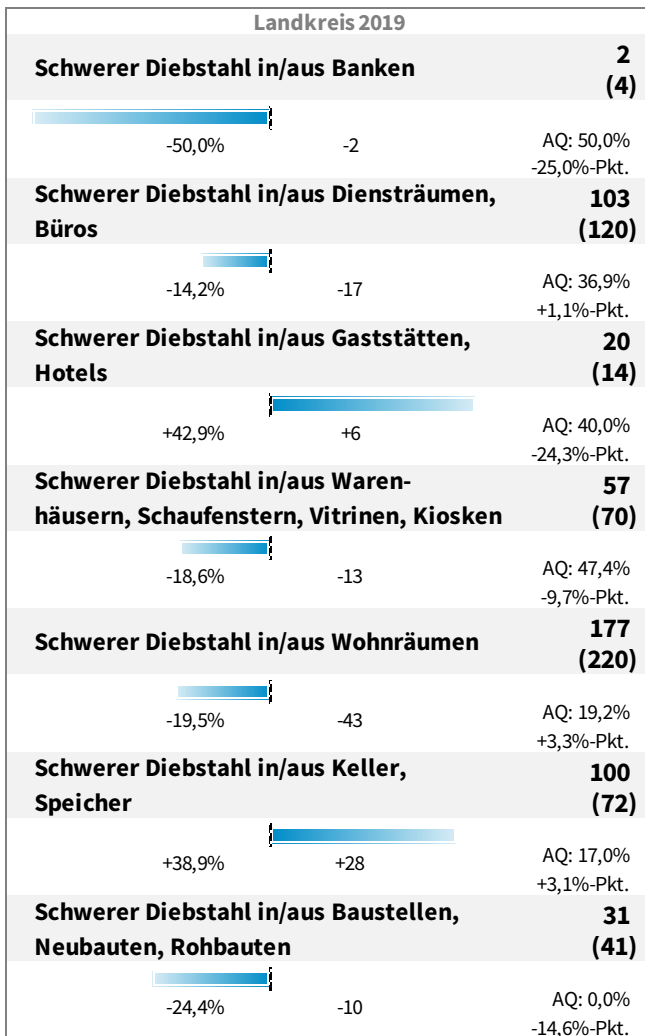 Landkreis 2019
Schwerer Diebstahl in/aus Banken
2
(4)
-50,0% -2 AQ: 50,0%
-25,0%-Pkt.
Schwerer Diebstahl in/aus Diensträumen,
Büros
103
(120)
-14,2% -17 AQ: 36,9%
+1,1%-Pkt.
Schwerer Diebstahl in/aus Gaststätten,
Hotels
20
(14)
+42,9% +6 AQ: 40,0%
-24,3%-Pkt.
Schwerer Diebstahl in/aus Waren-
häusern, Schaufenstern, Vitrinen, Kiosken
57
(70)
-18,6% -13 AQ: 47,4%
-9,7%-Pkt.
Schwerer Diebstahl in/aus Wohnräumen
177
(220)
-19,5% -43 AQ: 19,2%
+3,3%-Pkt.
Schwerer Diebstahl in/aus Keller,
Speicher
100
(72)
+38,9% +28 AQ: 17,0%
+3,1%-Pkt.
Schwerer Diebstahl in/aus Baustellen,
Neubauten, Rohbauten
31
(41)
-24,4% -10 AQ: 0,0%
-14,6%-Pkt.